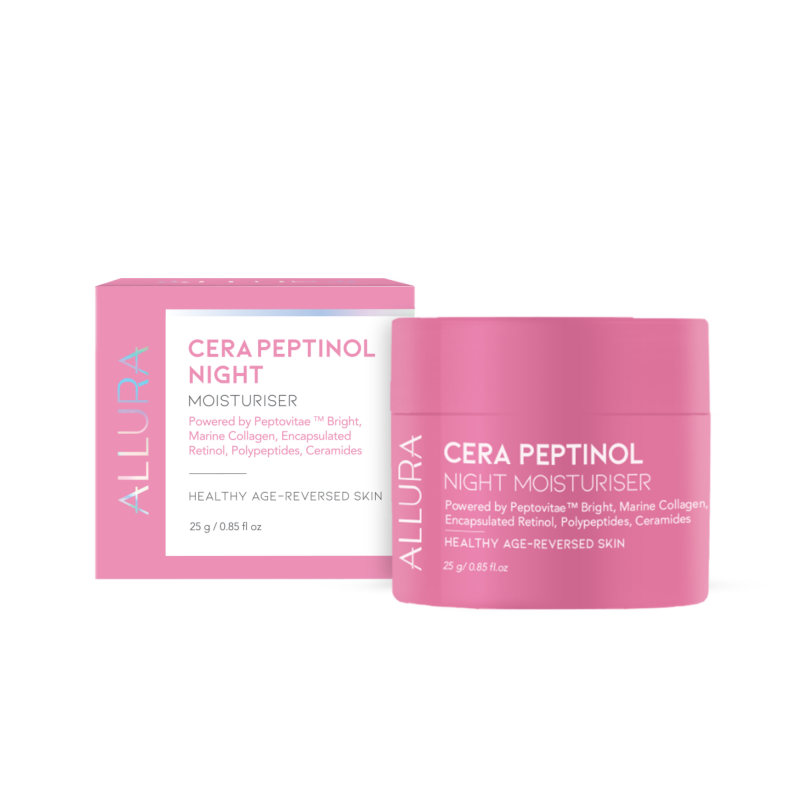 ALLURA
CERA PEPTINOL
NIGHT
MOISTURISER
Powered by Peptovitae ™ Bright,
Marine Collagen, Encapsulated
Retinol, Polypeptides, Ceramides
HEALTHY AGE-REVERSED SKIN
25 g / 0.85 fl oz
ALLURA
CERA PEPTINOL
NIGHT MOISTURISER
Powered by Peptovitae™ Bright, Marine Collagen,
Encapsulated Retinol, Polypeptides, Ceramides
HEALTHY AGE-REVERSED SKIN
25 g/ 0.85 fl.oz